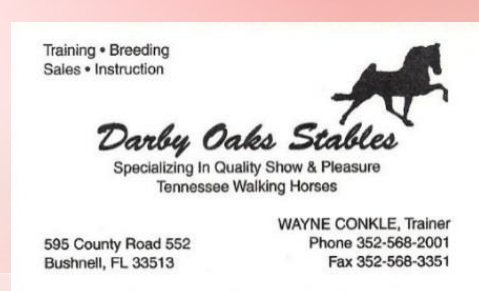 Training • Breeding
Sales • Instruction
Darby Oaks Stables
Specializing In Quality Show & Pleasure
Tennessee Walking Horses
WAYNE CONKLE, Trainer
595 County Road 552
Phone 352-568-2001
Bushnell, FL 33513
Fax 352-568-3351